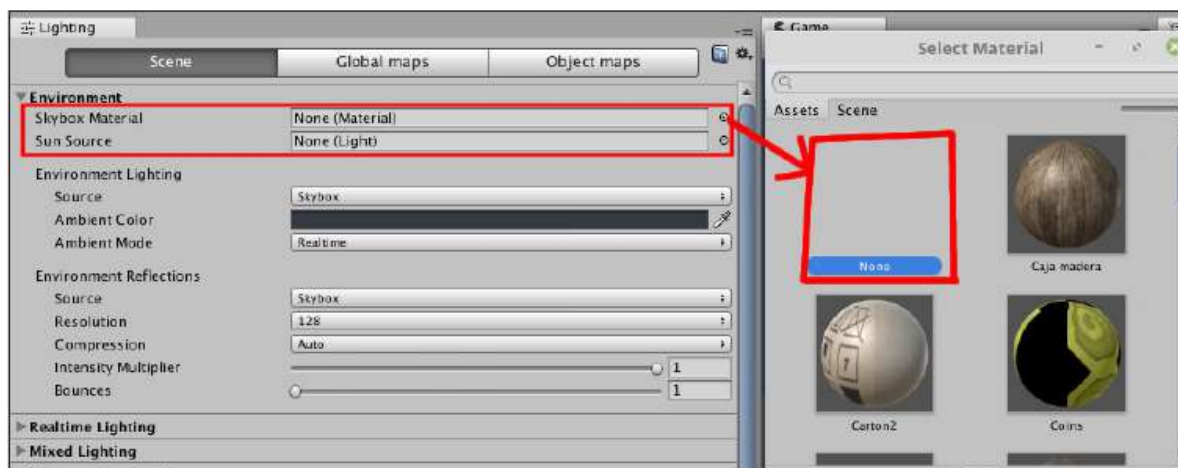 Lighting
Scene Global maps Object maps
Environment
Skybox Material None (Material)
Sun Source None (Light)
Environment Lighting
Source Skybox
Ambient Color
Ambient Mode Realtime
Environment Reflections
Source Skybox
Resolution 128
Compression Auto
Intensity Multiplier 1
Bounces 1
Realtime Lighting
Mixed Lighting
Game
Select Material
Assets Scene
None Caja madera
Carton2 Coins